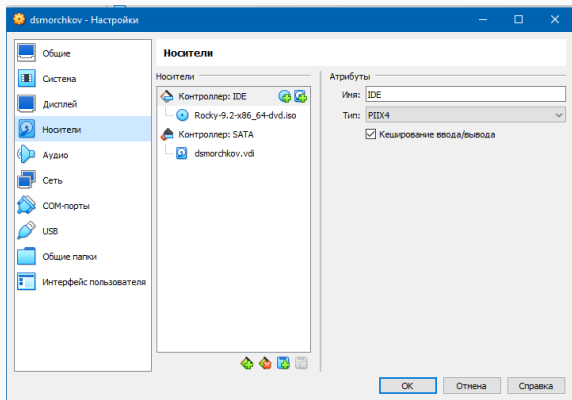 dsmorchkov - Настройки
Общие
Система
Дисплей
Носители
Аудио
Сеть
COM-порты
USB
Общие папки
Интерфейс пользователя
Носители
Носители
Контроллер: IDE
Rocky-9.2-x86_64-dvd.iso
Контроллер: SATA
dsmorchkov.vdi
Атрибуты
Имя: IDE
Тип: PIIX4
Кеширование ввода/вывода
OK Отмена Справка